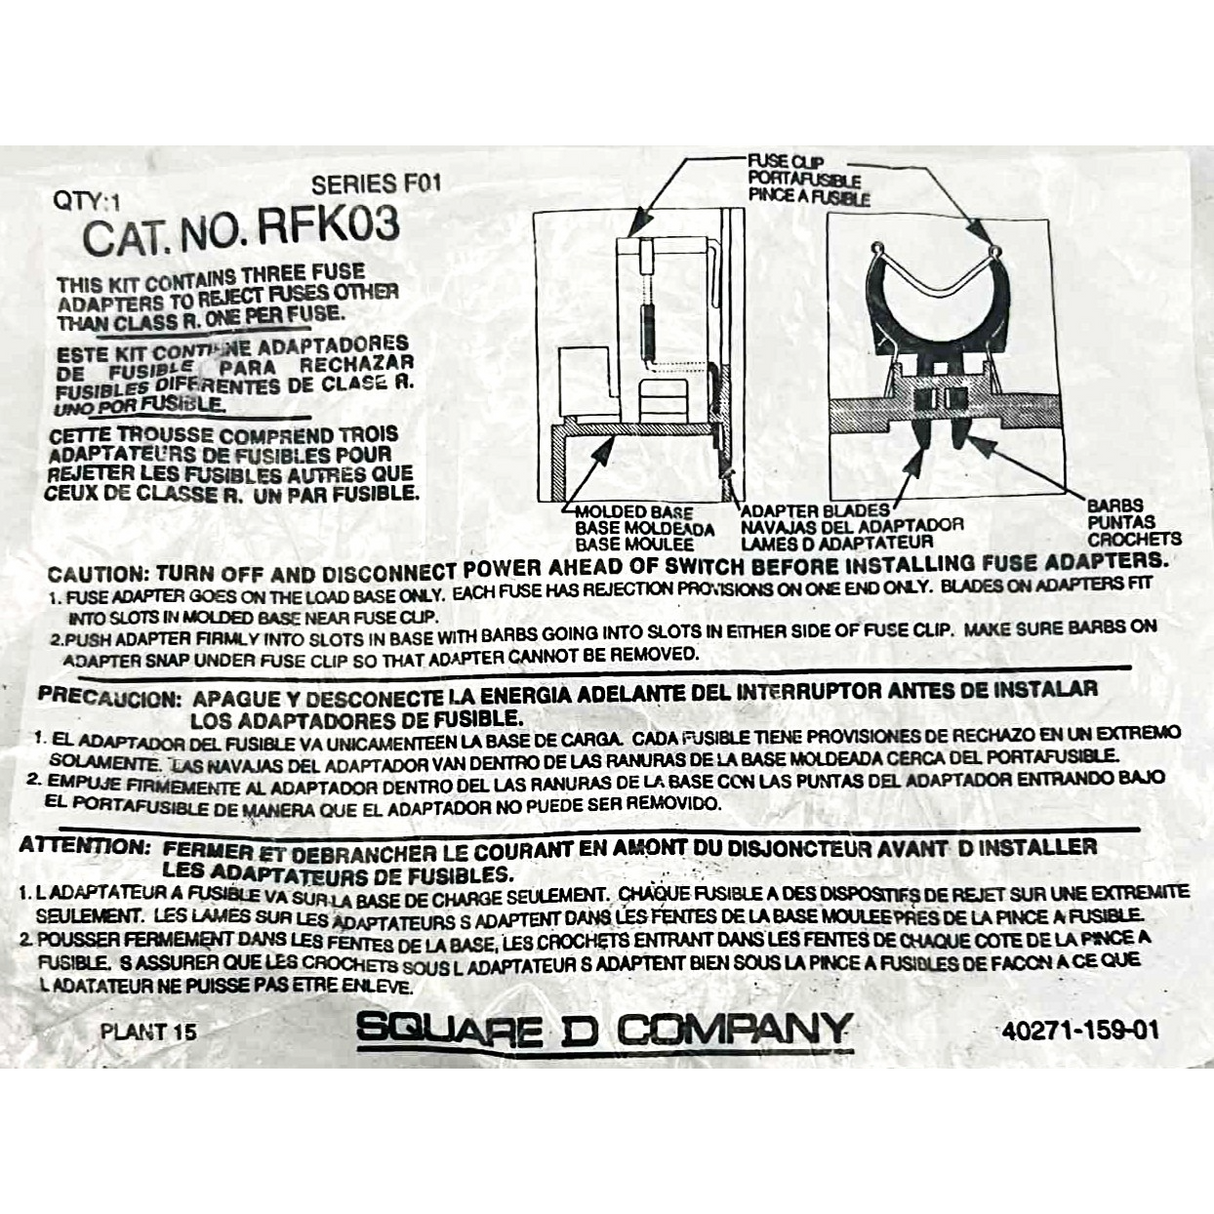 QTY:1
SERIES F01
CAT. NO. RFK03
THIS KIT CONTAINS THREE FUSE
ADAPTERS TO REJECT FUSES OTHER
THAN CLASS R. ONE PER FUSE.
ESTE KIT CONTIENE ADAPTADORES
DE FUSIBLE PARA RECHAZAR
FUSIBLES DIFERENTES DE CLASE R.
UNO POR FUSIBLE.
CETTE TROUSSE COMPREND TROIS
ADAPTATEURS DE FUSIBLES POUR
REJETER LES FUSIBLES AUTRES QUE
CEUX DE CLASSE R. UN PAR FUSIBLE.
FUSE CLIP
PORTAFUSIBLE
PINCE A FUSIBLE
MOLDED BASE
BASE MOLDEADA
BASE MOULEE
ADAPTER BLADES
NAVAJAS DEL ADAPTADOR
LAMES D ADAPTATEUR
BARBS
PUNTAS
CROCHETS
CAUTION: TURN OFF AND DISCONNECT POWER AHEAD OF SWITCH BEFORE INSTALLING FUSE ADAPTERS.
1. FUSE ADAPTER GOES ON THE LOAD BASE ONLY. EACH FUSE HAS REJECTION PROVISIONS ON ONE END ONLY. BLADES ON ADAPTERS FIT
INTO SLOTS IN MOLDED BASE NEAR FUSE CLIP.
2.PUSH ADAPTER FIRMLY INTO SLOTS IN BASE WITH BARBS GOING INTO SLOTS IN EITHER SIDE OF FUSE CLIP. MAKE SURE BARBS ON
ADAPTER SNAP UNDER FUSE CLIP SO THAT ADAPTER CANNOT BE REMOVED.
PRECAUCION: APAGUE Y DESCONECTE LA ENERGIA ADELANTE DEL INTERRUPTOR ANTES DE INSTALAR
LOS ADAPTADORES DE FUSIBLE.
1. EL ADAPTADOR DEL FUSIBLE VA UNICAMENTEEN LA BASE DE CARGA. CADA FUSIBLE TIENE PROVISIONES DE RECHAZO EN UN EXTREMO
SOLAMENTE. LAS NAVAJAS DEL ADAPTADOR VAN DENTRO DE LAS RANURAS DE LA BASE MOLDEADA CERCA DEL PORTAFUSIBLE.
2. EMPUJE FIRMEMENTE AL ADAPTADOR DENTRO DEL LAS RANURAS DE LA BASE CON LAS PUNTAS DEL ADAPTADOR ENTRANDO BAJO
EL PORTAFUSIBLE DE MANERA QUE EL ADAPTADOR NO PUEDE SER REMOVIDO.
ATTENTION: FERMER ET DEBRANCHER LE COURANT EN AMONT DU DISJONCTEUR AVANT D INSTALLER
LES ADAPTATEURS DE FUSIBLES.
1. L ADAPTATEUR A FUSIBLE VA SUR LA BASE DE CHARGE SEULEMENT. CHAQUE FUSIBLE A DES DISPOSITIFS DE REJET SUR UNE EXTREMITE
SEULEMENT. LES LAMES SUR LES ADAPTATEURS S ADAPTENT DANS LES FENTES DE LA BASE MOULEE PRES DE LA PINCE A FUSIBLE.
2. POUSSER FERMEMENT DANS LES FENTES DE LA BASE, LES CROCHETS ENTRANT DANS LES FENTES DE CHAQUE COTE DE LA PINCE A
FUSIBLE. S ASSURER QUE LES CROCHETS SOUS L ADAPTATEUR S ADAPTENT BIEN SOUS LA PINCE A FUSIBLES DE FACON A CE QUE
L ADATATEUR NE PUISSE PAS ETRE ENLEVE.
PLANT 15
SQUARE D COMPANY
40271-159-01